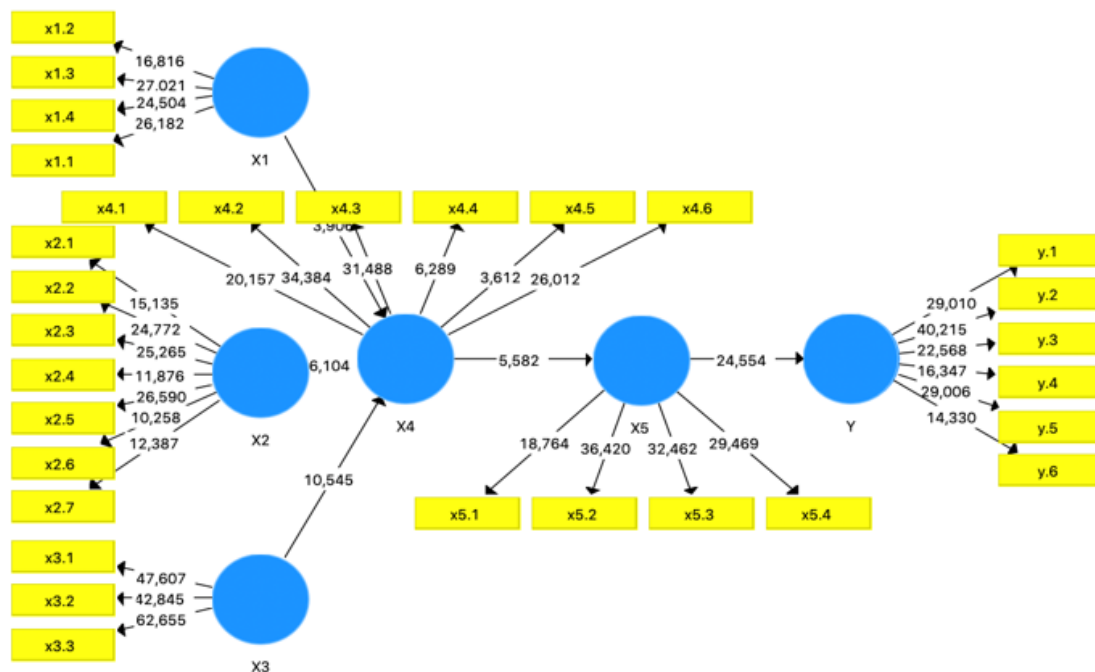 x1.2
x1.3
x1.4
x1.1
16,816
27.021
24,504
26,182
X1
x4.1
x4.2
x4.3
x4.4
x4.5
x4.6
3,906
20,157
34,384
31,488
6,289
3,612
26,012
x2.1
x2.2
x2.3
x2.4
x2.5
x2.6
x2.7
15,135
24,772
25,265
11,876
26,590
10,258
12,387
X2
6,104
X4
5,582
X5
24,554
Y
29,010
40,215
22,568
16,347
29,006
14,330
y.1
y.2
y.3
y.4
y.5
y.6
18,764
36,420
32,462
29,469
x5.1
x5.2
x5.3
x5.4
10,545
x3.1
x3.2
x3.3
47,607
42,845
62,655
X3